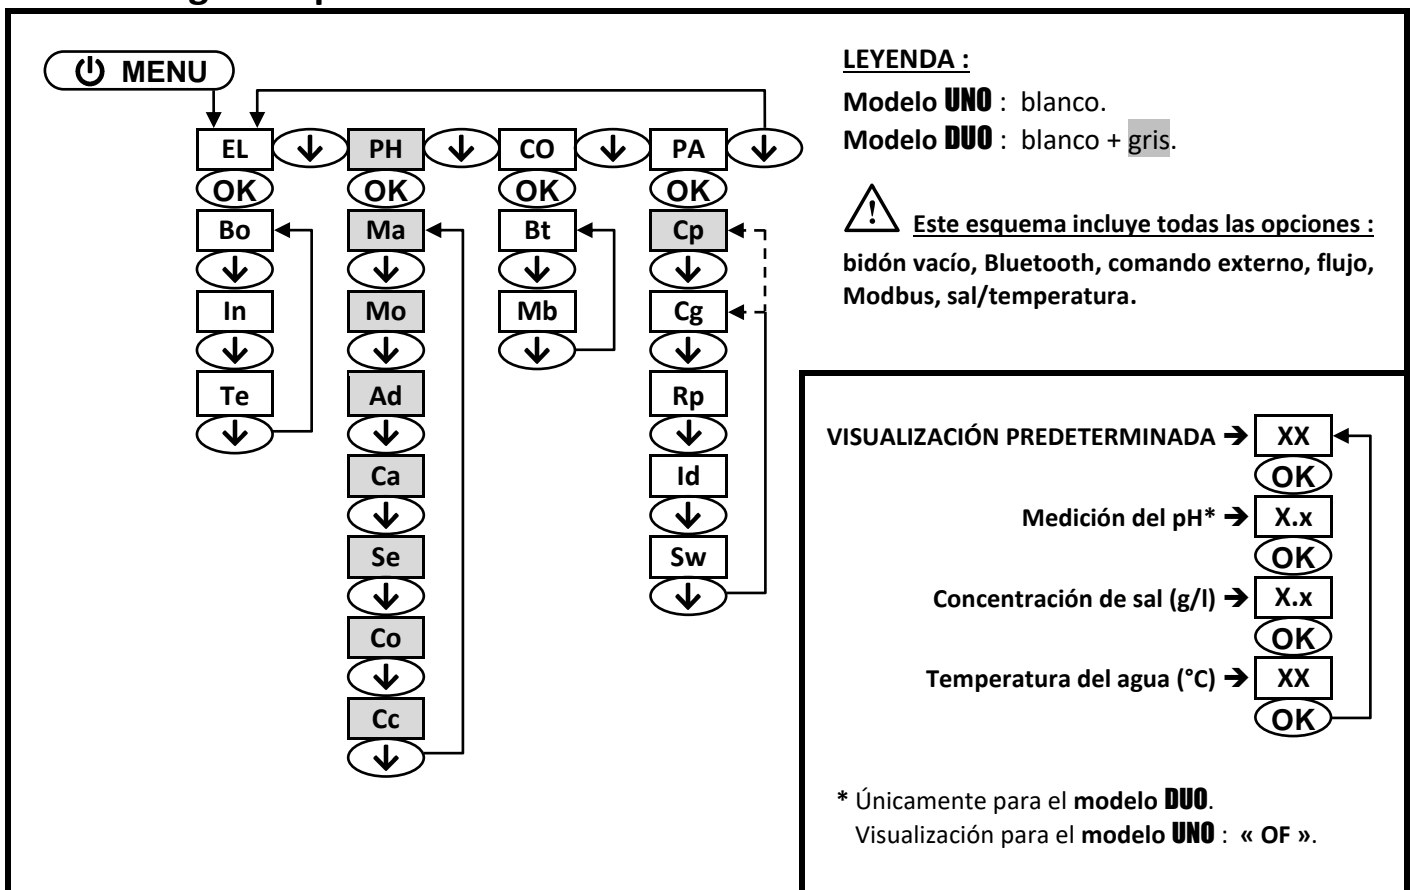 MENU
EL PH CO PA
OK OK OK OK
Bo Ma Bt Cp
In Mo Mb Cg
Te Ad Rp
Ca Id
Se Sw
Co
Cc
LEYENDA :
Modelo UNO : blanco.
Modelo DUO : blanco + gris.
! Este esquema incluye todas las opciones :
bidón vacío, Bluetooth, comando externo, flujo,
Modbus, sal/temperatura.
VISUALIZACIÓN PREDETERMINADA ➔ XX
OK
Medición del pH* ➔ X.x
OK
Concentración de sal (g/l) ➔ X.x
OK
Temperatura del agua (°C) ➔ XX
OK
* Únicamente para el modelo DUO.
Visualización para el modelo UNO : « OF ».